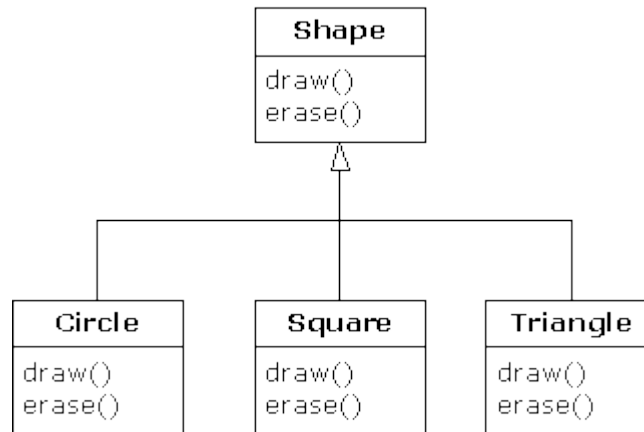 Shape
draw()
erase()
Circle
draw()
erase()
Square
draw()
erase()
Triangle
draw()
erase()